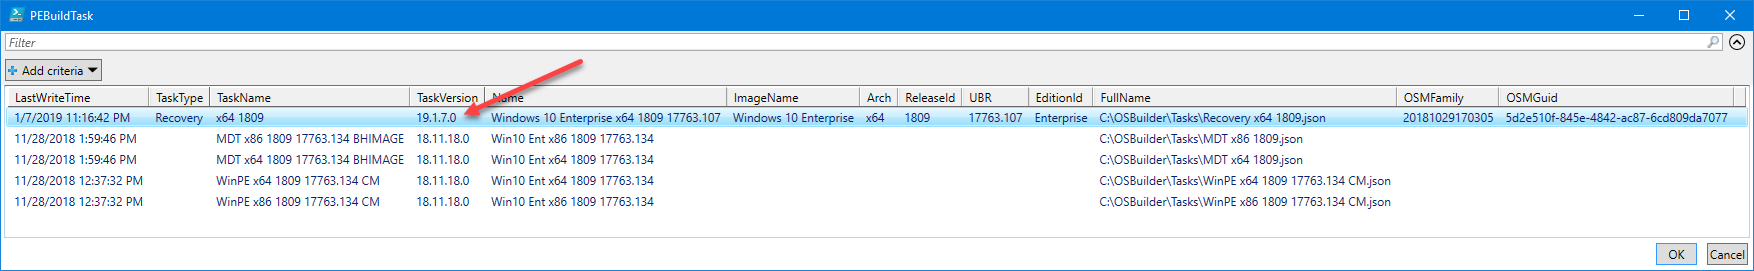 PEBuildTask
Filter
Add criteria
LastWriteTime TaskType TaskName TaskVersion Name ImageName Arch ReleaseId UBR EditionId FullName OSMFamily OSMGuid
1/7/2019 11:16:42 PM Recovery x64 1809 19.1.7.0 Windows 10 Enterprise x64 1809 17763.107 Windows 10 Enterprise x64 1809 17763.107 Enterprise C:\OSBuilder\Tasks\Recovery x64 1809.json 20181029170305 5d2e510f-845e-4842-ac87-6cd809da7077
11/28/2018 1:59:46 PM MDT x86 1809 17763.134 BHIMAGE 18.11.18.0 Win10 Ent x86 1809 17763.134 C:\OSBuilder\Tasks\MDT x86 1809.json
11/28/2018 1:59:46 PM MDT x64 1809 17763.134 BHIMAGE 18.11.18.0 Win10 Ent x64 1809 17763.134 C:\OSBuilder\Tasks\MDT x64 1809.json
11/28/2018 12:37:32 PM WinPE x64 1809 17763.134 CM 18.11.18.0 Win10 Ent x64 1809 17763.134 C:\OSBuilder\Tasks\WinPE x64 1809 17763.134 CM.json
11/28/2018 12:37:32 PM WinPE x86 1809 17763.134 CM 18.11.18.0 Win10 Ent x86 1809 17763.134 C:\OSBuilder\Tasks\WinPE x86 1809 17763.134 CM.json
OK Cancel